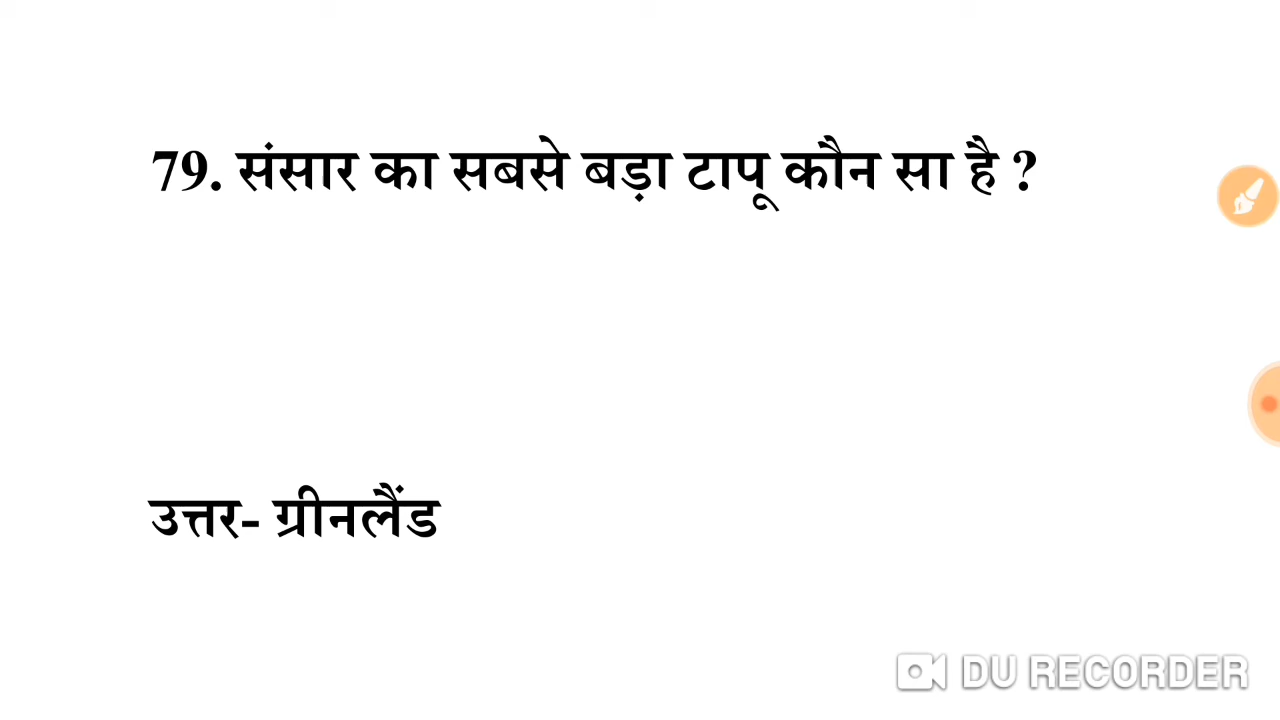 79. संसार का सबसे बड़ा टापू कौन सा है ?
उत्तर- ग्रीनलैंड
DU RECORDER